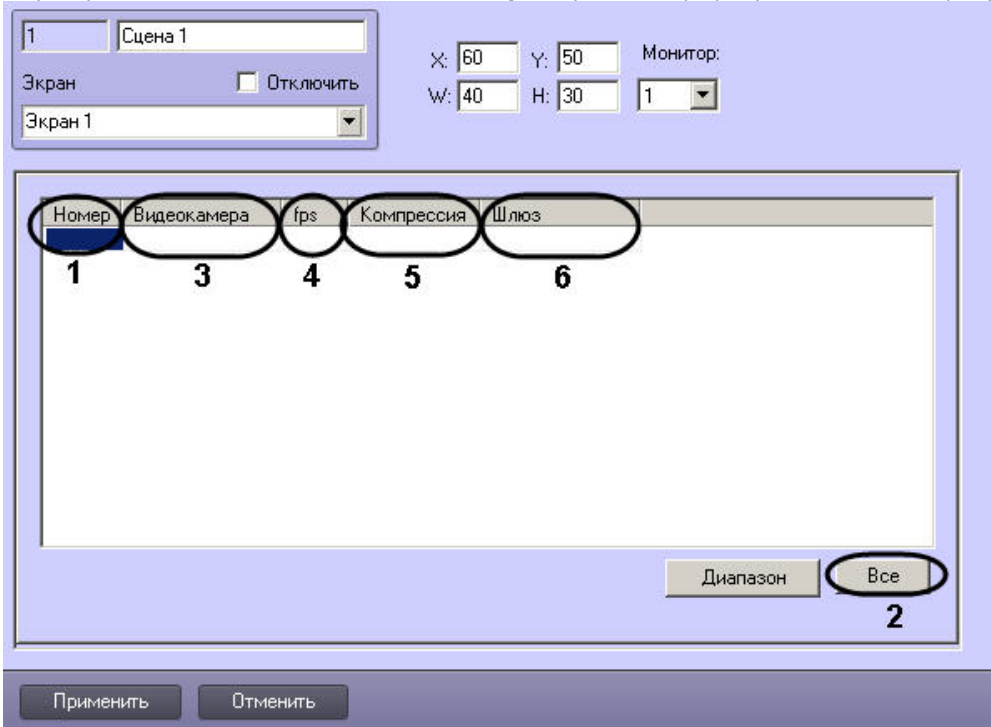 1 Сцена 1
Экран Отключить
Экран 1
X: 60 Y: 50 Монитор:
W: 40 H: 30 1
Номер Видеокамера fps Компрессия Шлюз
1 3 4 5 6
Диапазон Все
2
Применить Отменить